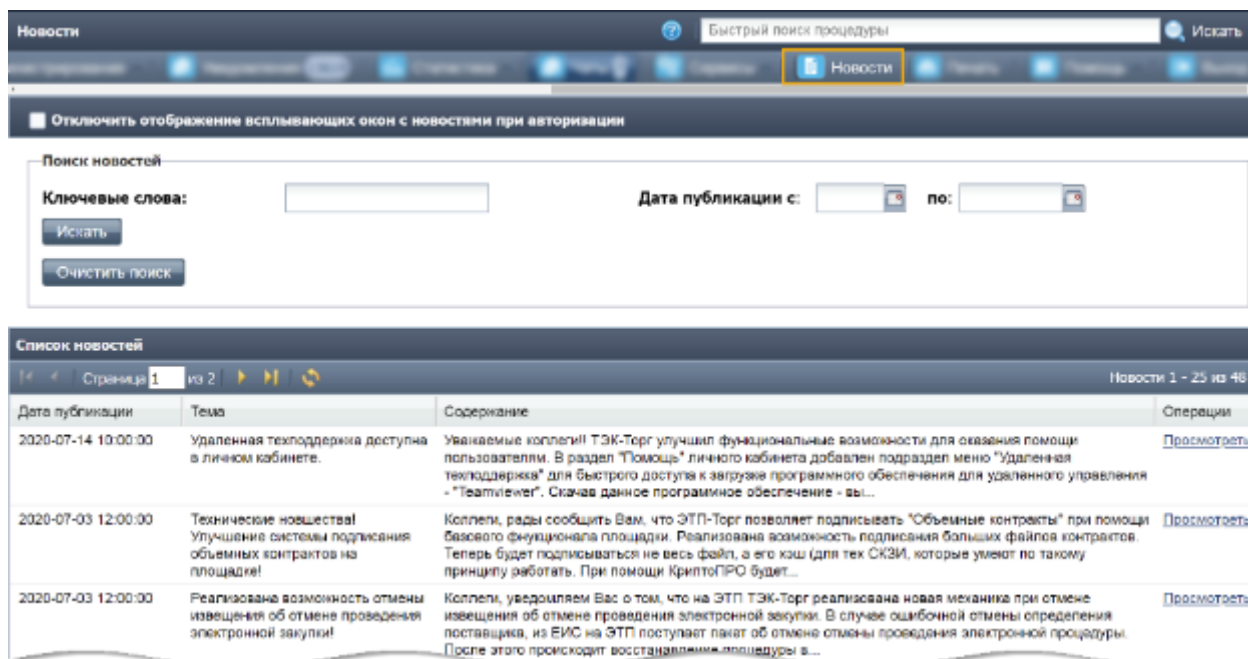 Новости
Быстрый поиск процедуры
Искать
Новости
Отключить отображение всплывающих окон с новостями при авторизации
Поиск новостей
Ключевые слова:
Дата публикации с:
по:
Искать
Очистить поиск
Список новостей
Страница 1 из 2
Новости 1 - 25 из 48
Дата публикации
Тема
Содержание
Операции
2020-07-14 10:00:00
Удаленная техподдержка доступна
в личном кабинете.
Уважаемые коллеги!! ТЭК-Торг улучшил функциональные возможности для оказания помощи
пользователям. В раздел "Помощь" личного кабинета добавлен подраздел меню "Удаленная
техподдержка" для быстрого доступа к загрузке программного обеспечения для удаленного управления
- "Teamviewer". Скачав данное программное обеспечение - вы...
Просмотреть
2020-07-03 12:00:00
Технические новшества!
Улучшение системы подписания
объемных контрактов на
площадке!
Коллеги, рады сообщить Вам, что ЭТП-Торг позволяет подписывать "Объемные контракты" при помощи
базового фнукционала площадки. Реализована возможность подписания больших файлов контрактов.
Теперь будет подписываться не весь файл, а его хэш (для тех СКЗИ, которые умеют по такому
принципу работать. При помощи КриптоПРО будет...
Просмотреть
2020-07-03 12:00:00
Реализована возможность отмены
извещения об отмене проведения
электронной закупки!
Коллеги, уведомляем Вас о том, что на ЭТП ТЭК-Торг реализована новая механика при отмене
извещения об отмене проведения электронной закупки. В случае ошибочной отмены определения
поставщика, из ЕИС на ЭТП поступает пакет об отмене отмены проведения электронной процедуры.
После этого происходит восстанавление процедуры в...
Просмотреть